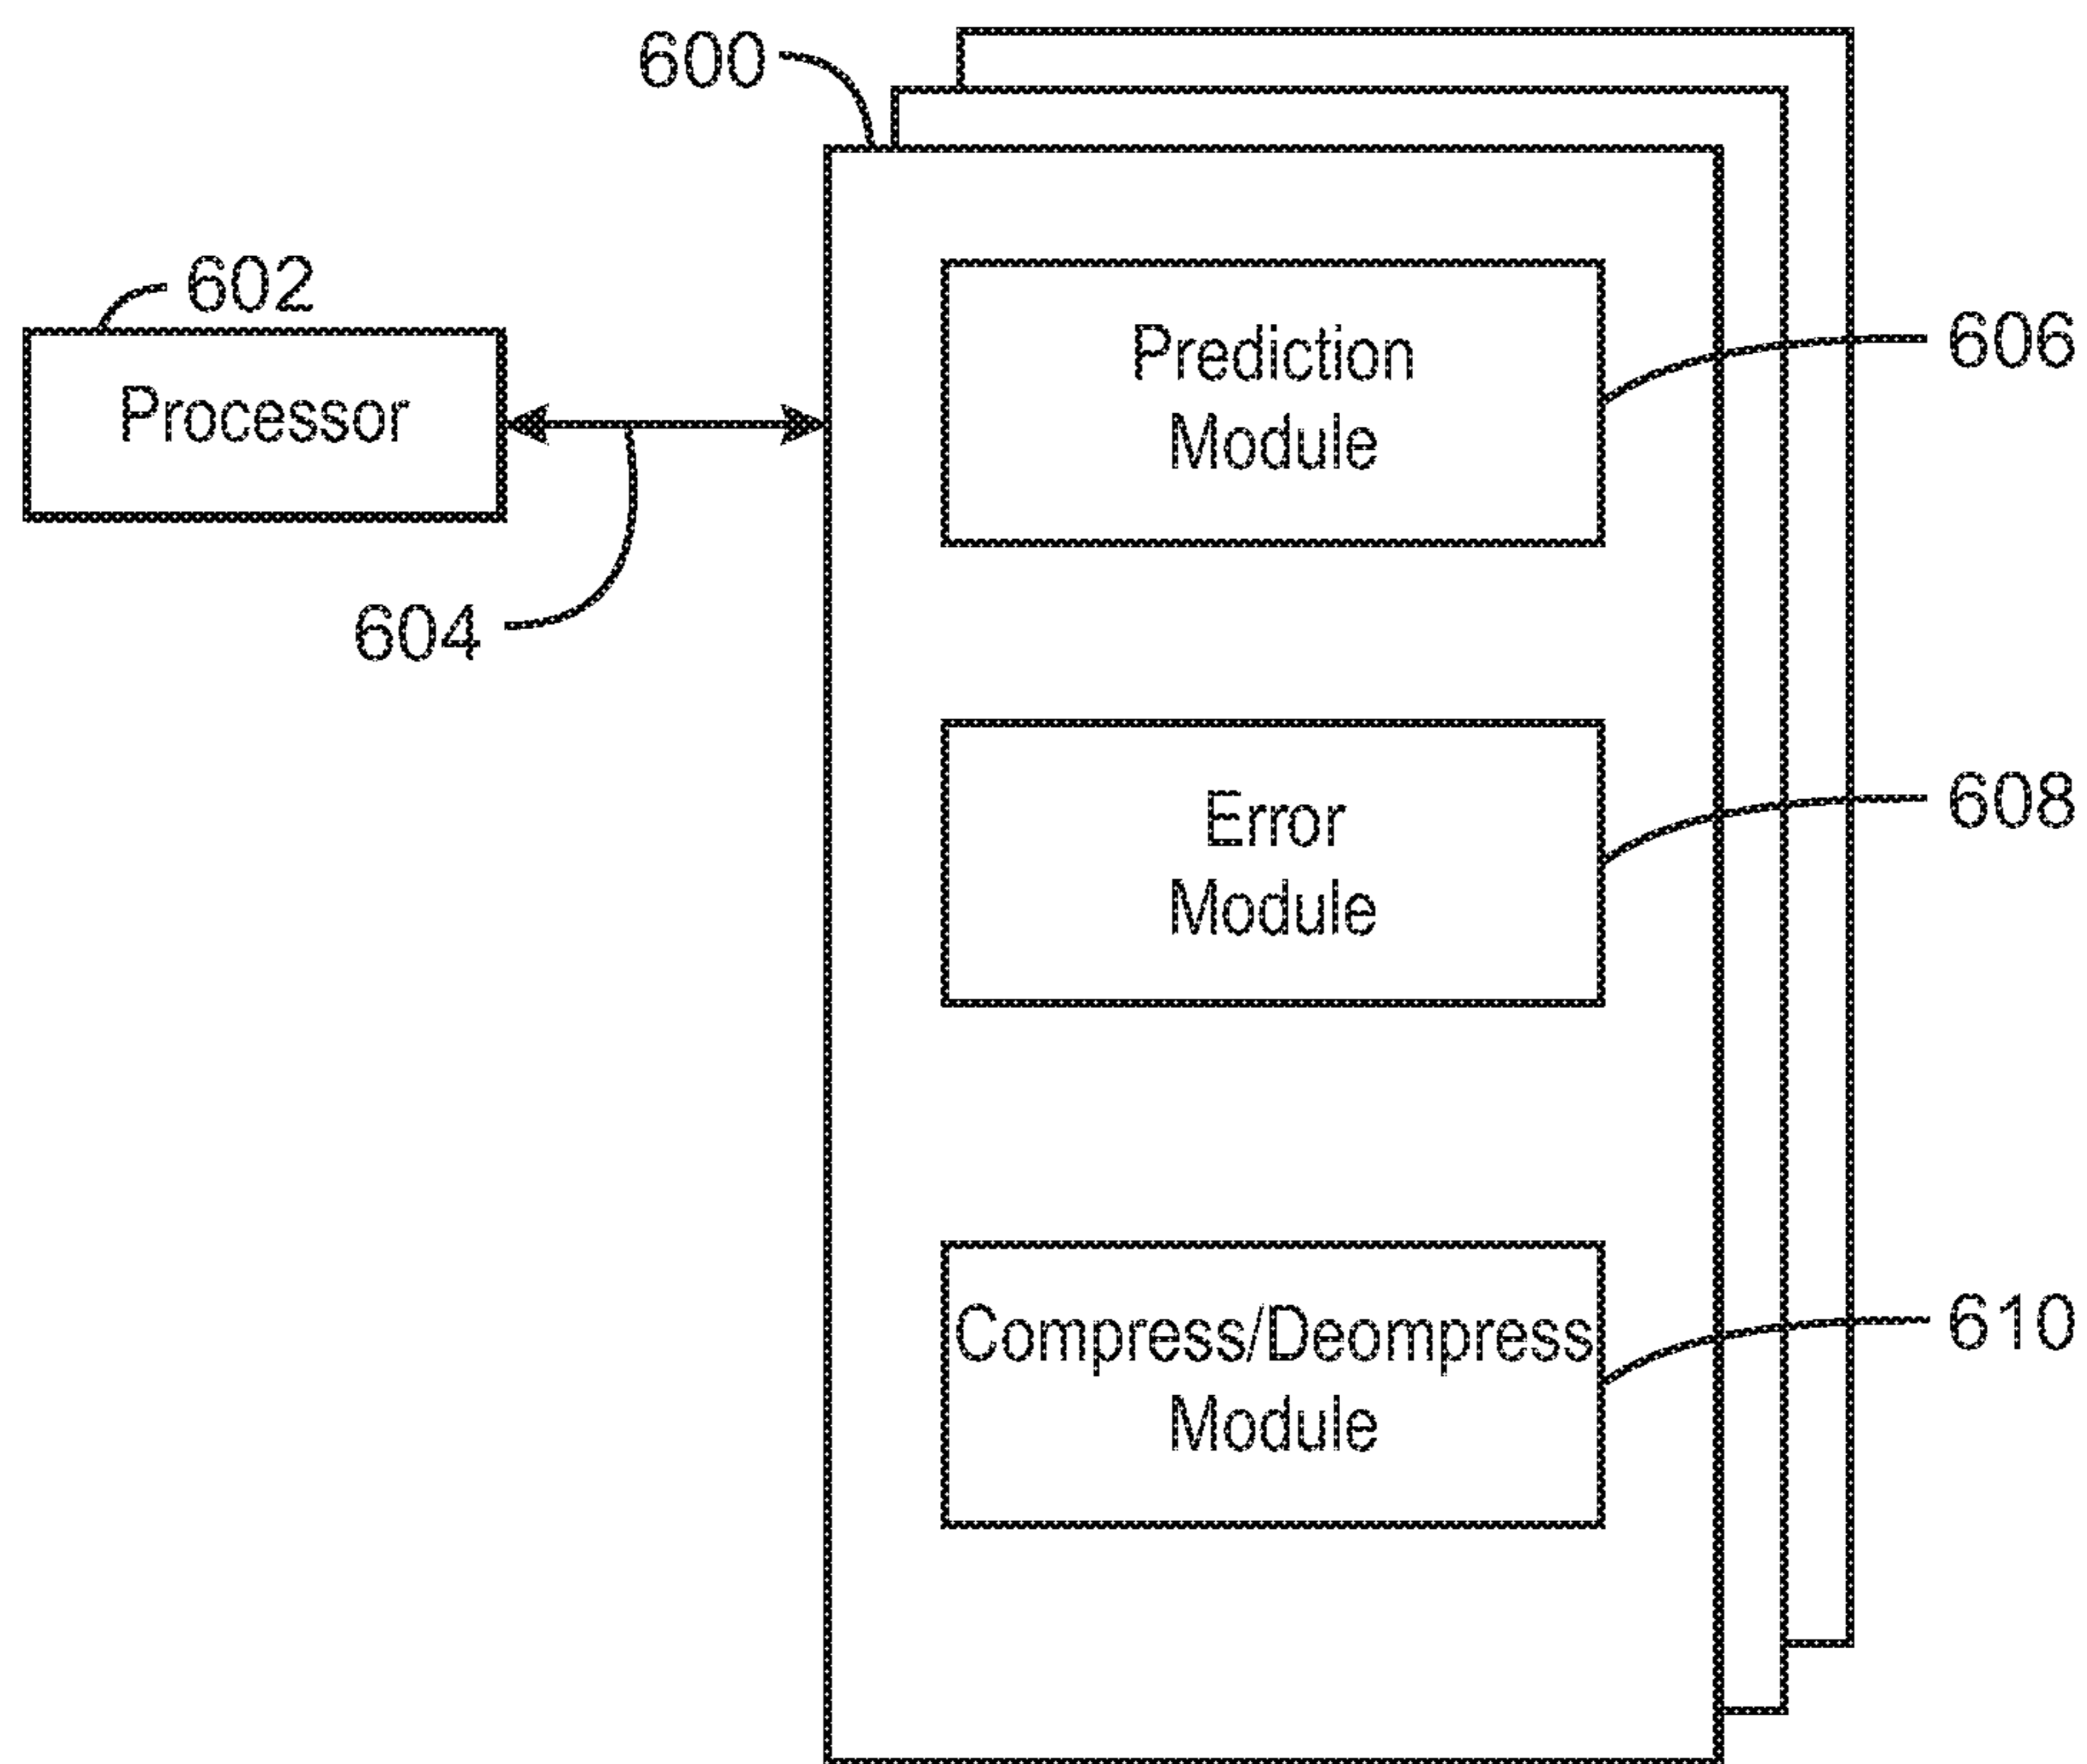 600
602
Processor
604
Prediction
Module
606
Error
Module
608
Compress/Deompress
Module
610